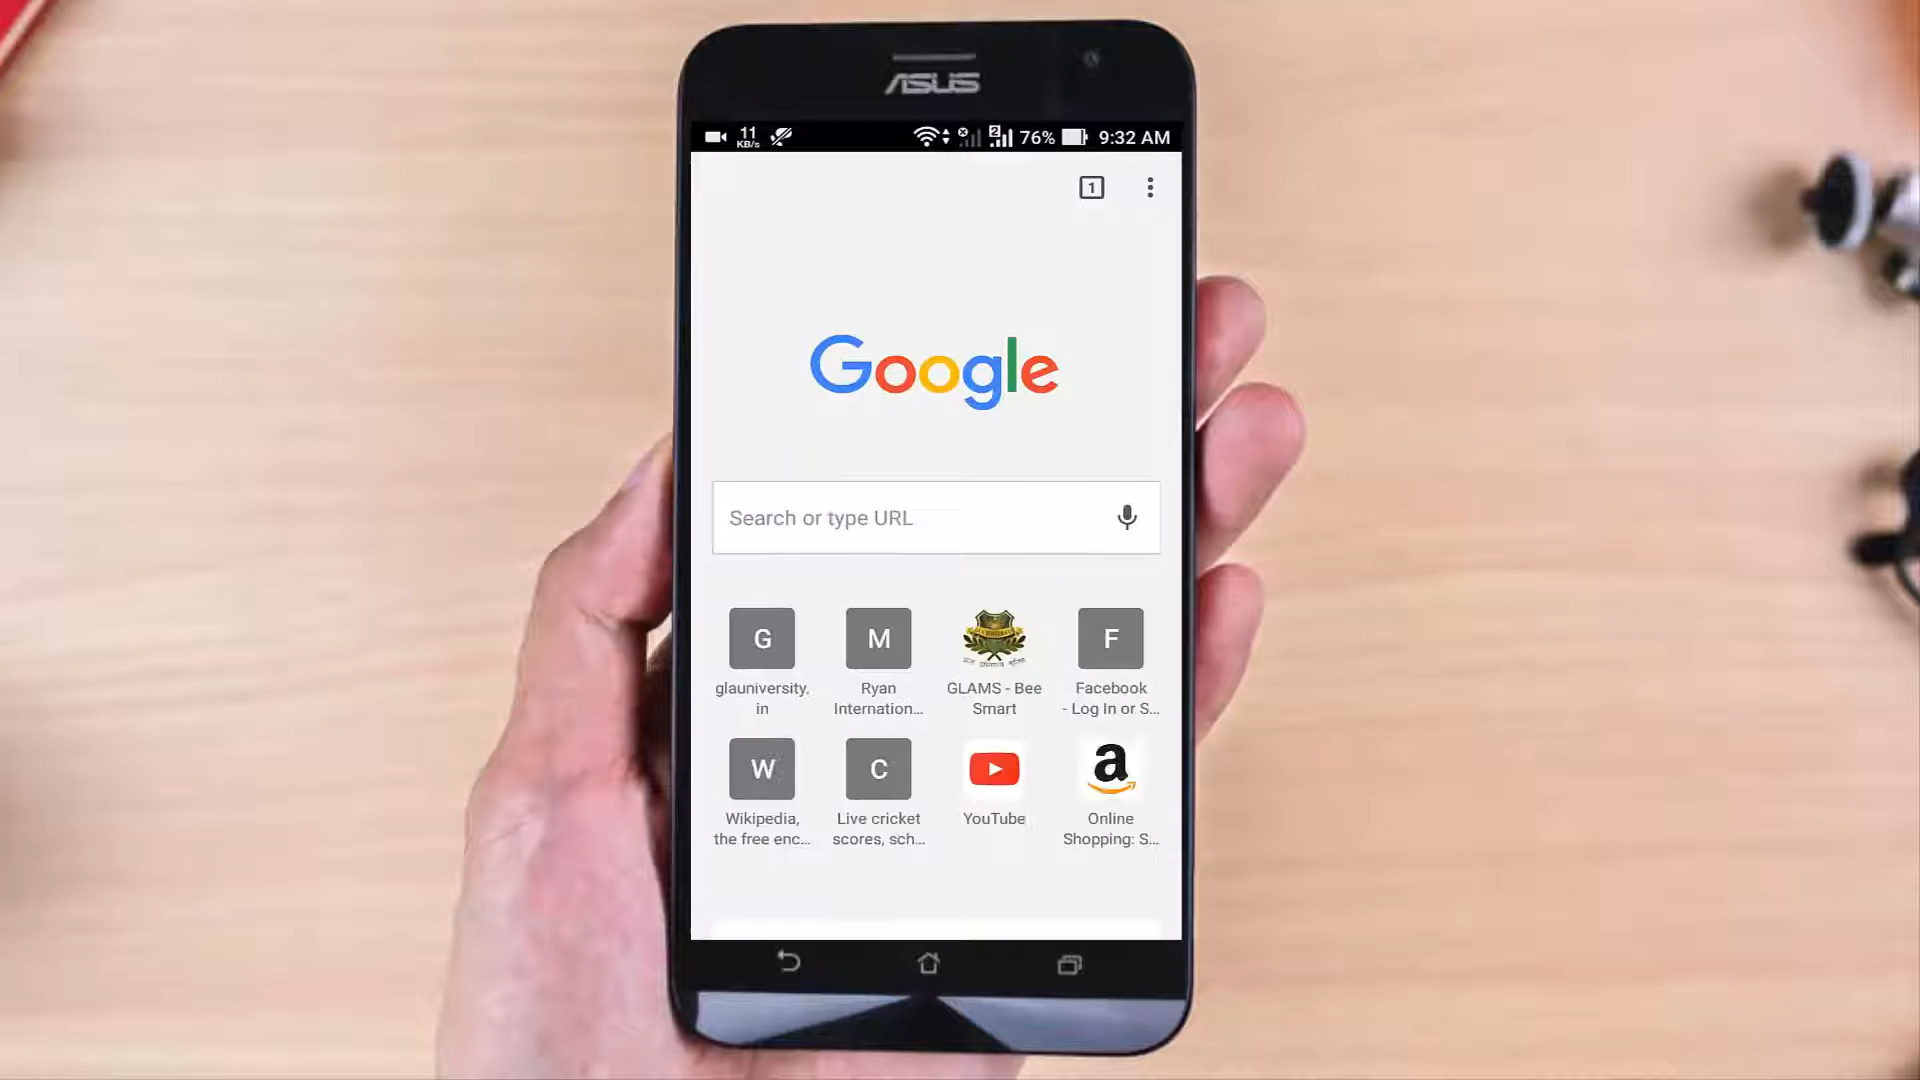 ASUS
11
KB/s
2
76%
9:32 AM
1
Google
Search or type URL
G
M
F
glauniversity.
in
Ryan
Internation...
GLAMS - Bee
Smart
Facebook
- Log In or S...
W
C
a
Wikipedia,
the free enc...
Live cricket
scores, sch...
YouTube
Online
Shopping: S...